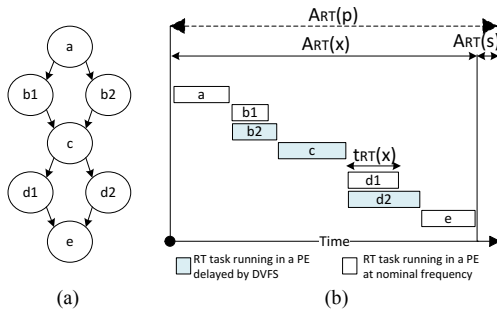 a
b1 b2
c
d1 d2
e
(a)
(b)
ART(p)
ART(x) ART(s)
a
b1
b2
c
tRT(x)
d1
d2
e
Time
RT task running in a PE
delayed by DVFS
RT task running in a PE
at nominal frequency
(a)
(b)